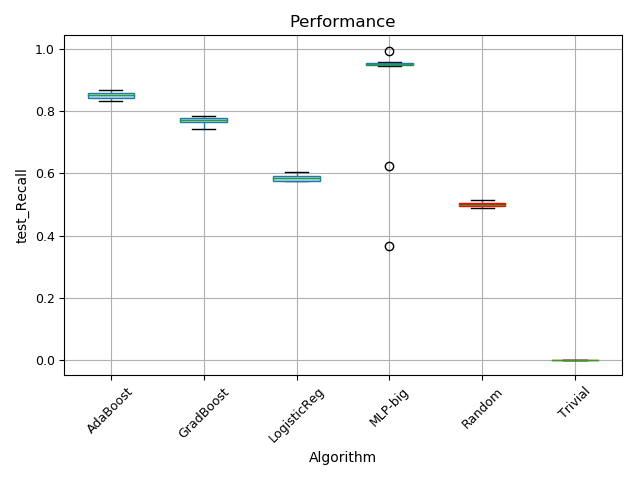 Performance
test_Recall
1.0
0.8
0.6
0.4
0.2
0.0
AdaBoost
GradBoost
LogisticReg
MLP-big
Random
Trivial
Algorithm